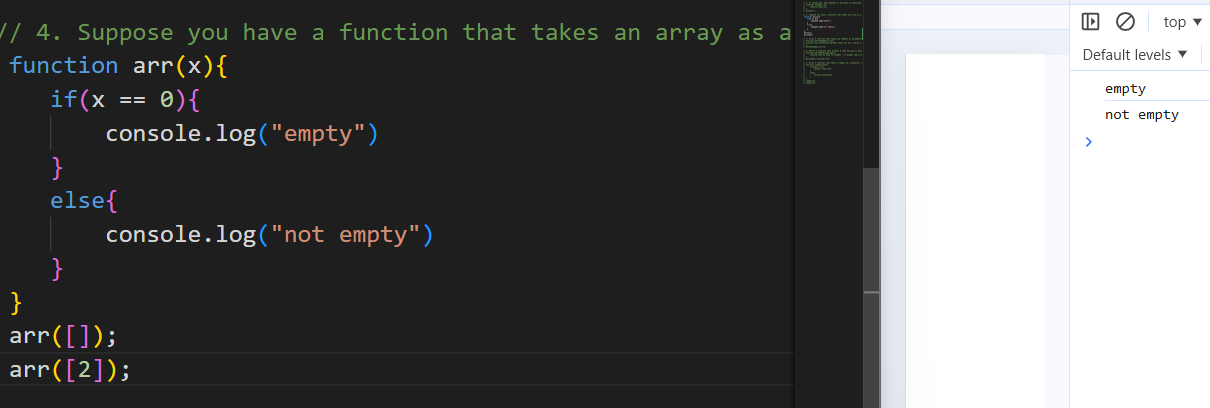 // 4. Suppose you have a function that takes an array as a
function arr(x){
if(x == 0){
console.log("empty")
}
else{
console.log("not empty")
}
}
arr([]);
arr([2]);
top
Default levels
empty
not empty